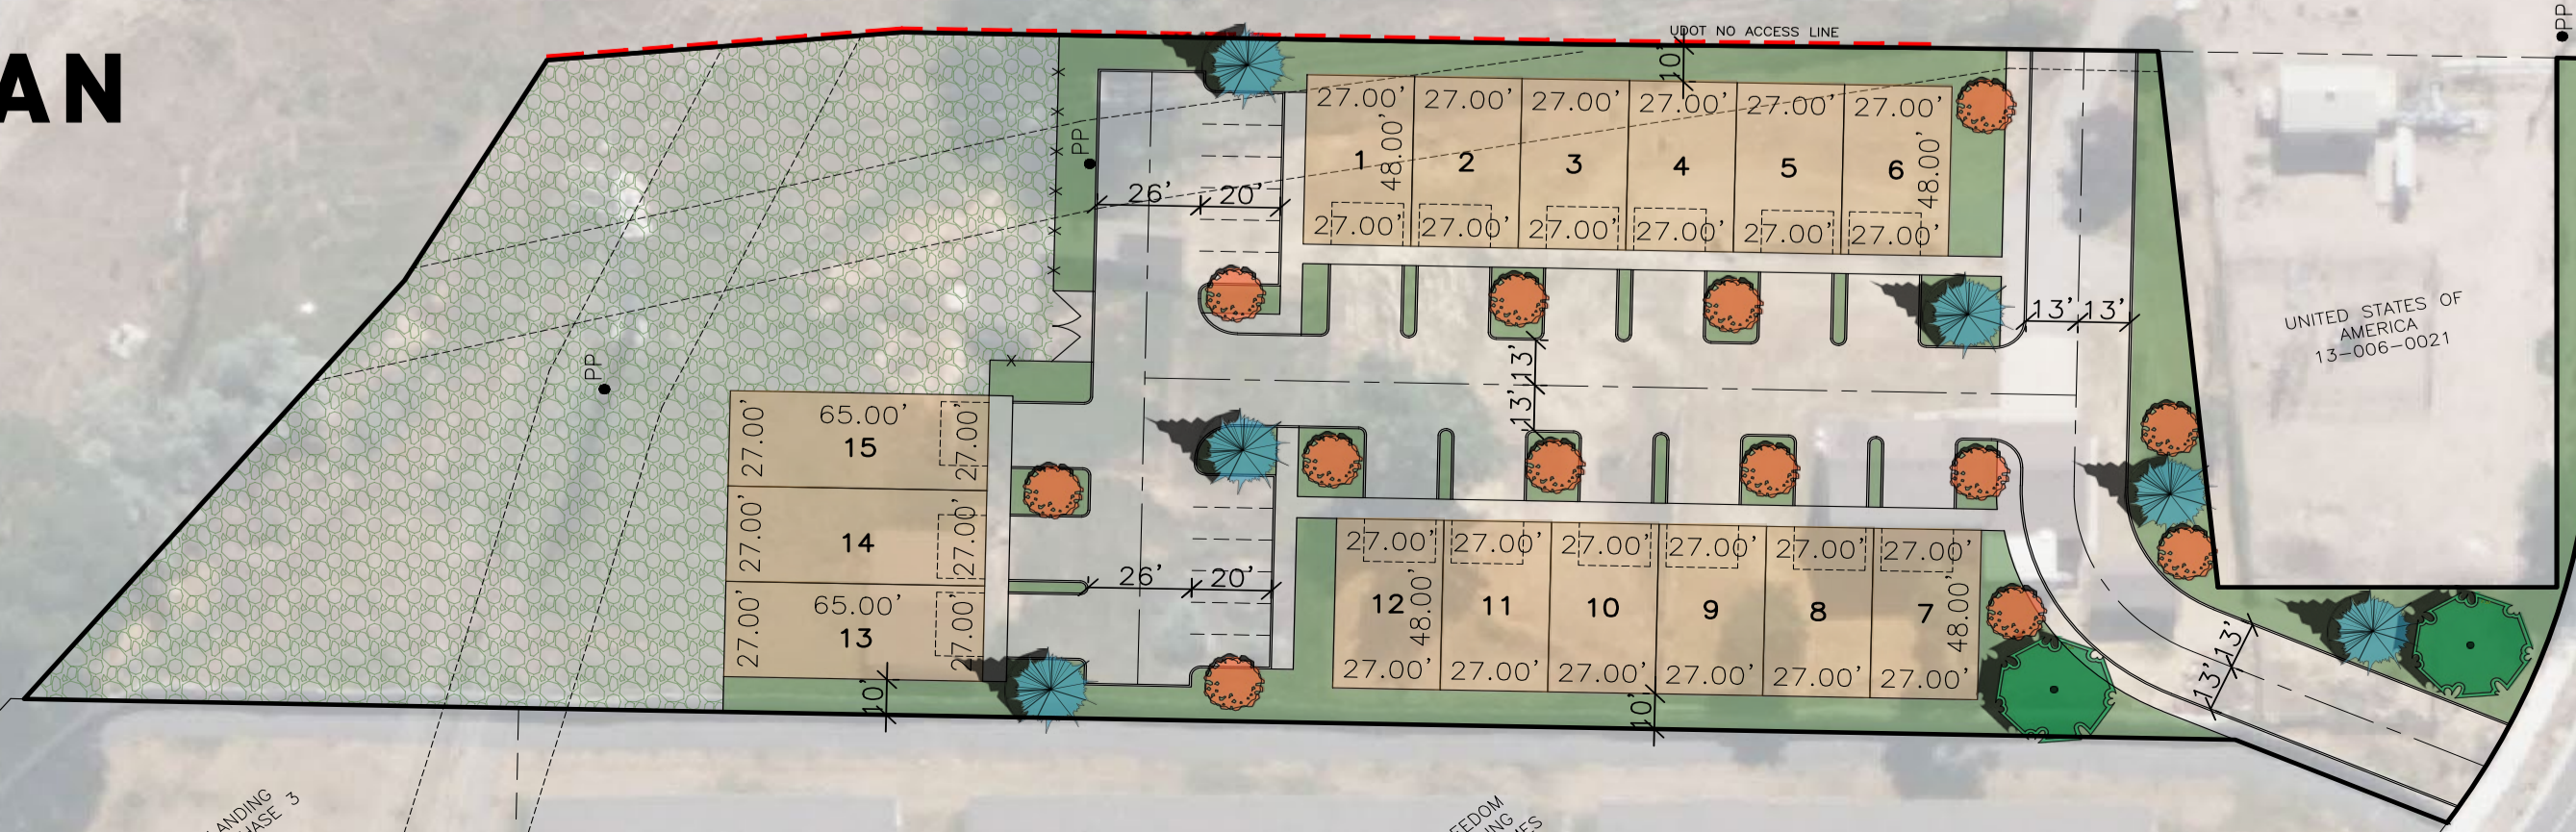 AN
UDOT NO ACCESS LINE
PP
10'
27.00' 27.00' 27.00' 27.00' 27.00' 27.00'
PP
48.00' 48.00'
1 2 3 4 5 6
26' 20'
27.00' 27.00' 27.00' 27.00' 27.00' 27.00'
UNITED STATES OF
AMERICA
13-006-0021
13' 13'
PP
13'
13'
65.00'
27.00' 27.00'
15
27.00' 27.00'
14
65.00'
27.00' 27.00'
13
10'
26' 20'
27.00' 27.00' 27.00' 27.00' 27.00' 27.00'
12 11 10 9 8 7
48.00' 48.00'
27.00' 27.00' 27.00' 27.00' 27.00' 27.00'
10'
13'
13'
ANDING
HASE 3
EEDOM
NG
MES